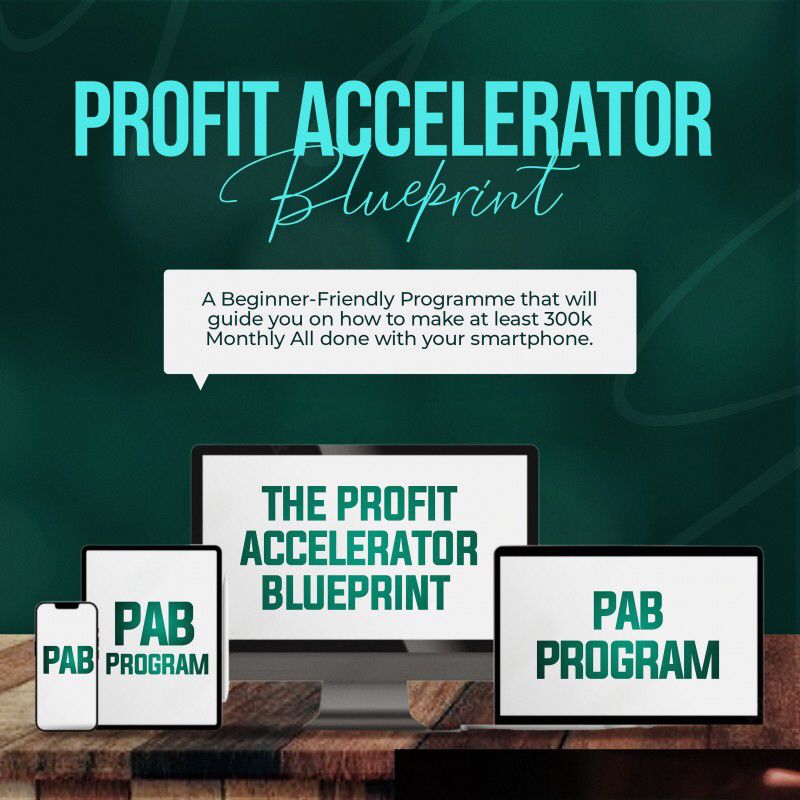 PROFIT ACCELERATOR
Blueprint
A Beginner-Friendly Programme that will
guide you on how to make at least 300k
Monthly All done with your smartphone.
THE PROFIT
ACCELERATOR
BLUEPRINT
PAB
PROGRAM
PAB
PAB
PROGRAM